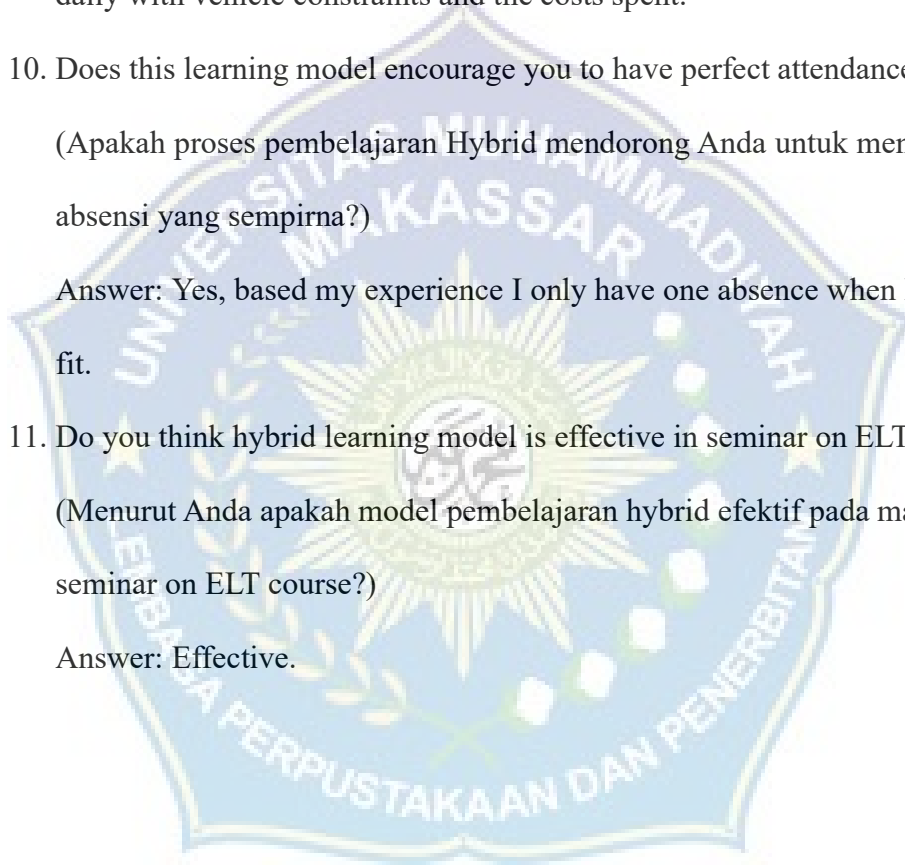 daily with vehicle constraints and the costs spent.
10. Does this learning model encourage you to have perfect attendance
(Apakah proses pembelajaran Hybrid mendorong Anda untuk
absensi yang sempirna?)
Answer: Yes, based my experience I only have one absence when
fit.
11. Do you think hybrid learning model is effective in seminar on ELT
(Menurut Anda apakah model pembelajaran hybrid efektif pada
seminar on ELT course?)
Answer: Effective.
UNIVERSITAS MUHAMMADIYAH
MAKASSAR
LEMBAGA PERPUSTAKAAN DAN PENERBITAN